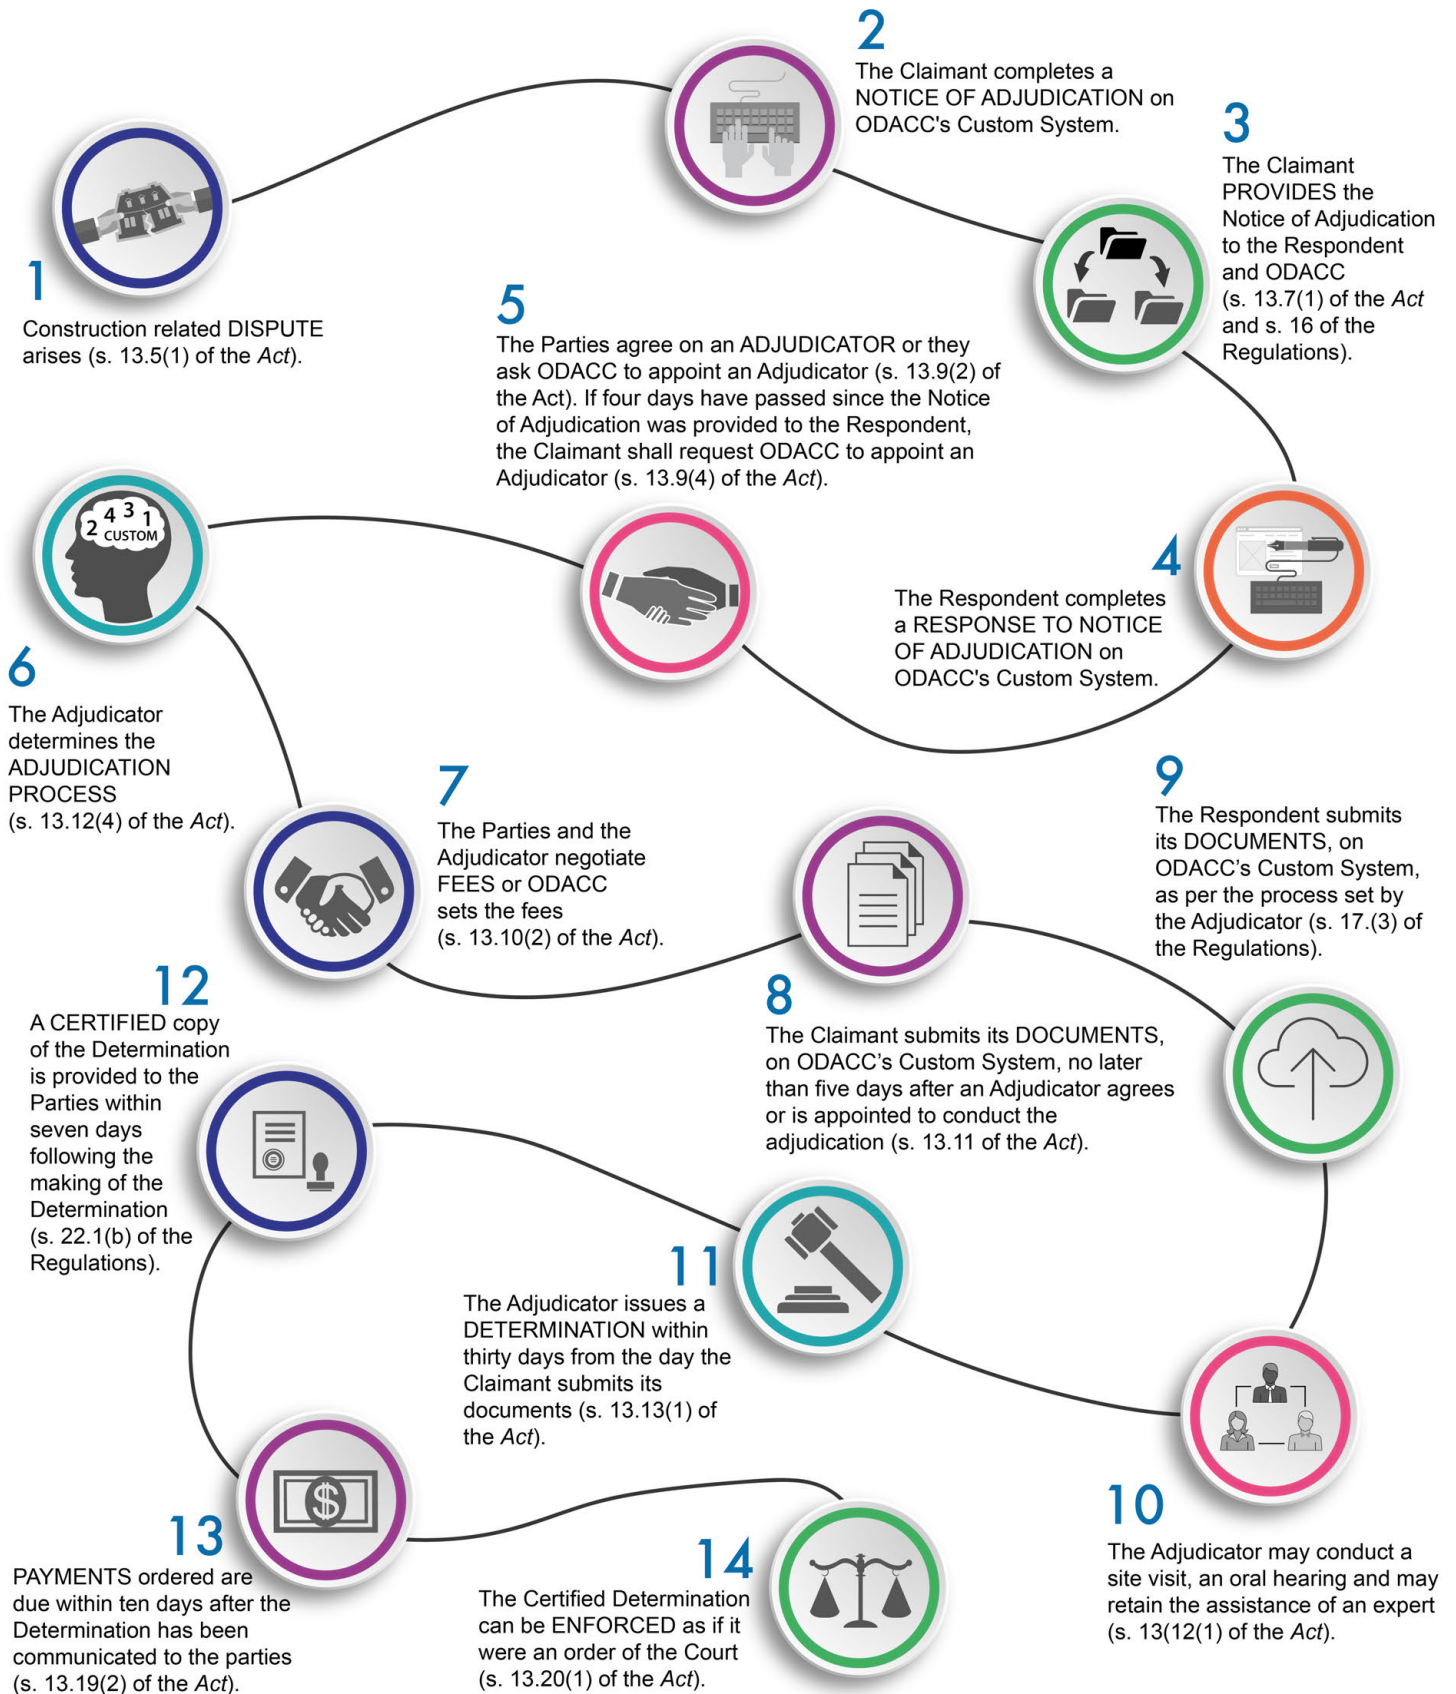 1
Construction related DISPUTE
arises (s. 13.5(1) of the Act).
2
The Claimant completes a
NOTICE OF ADJUDICATION on
ODACC's Custom System.
3
The Claimant
PROVIDES the
Notice of Adjudication
to the Respondent
and ODACC
(s. 13.7(1) of the Act
and s. 16 of the
Regulations).
4
The Respondent completes
a RESPONSE TO NOTICE
OF ADJUDICATION on
ODACC's Custom System.
5
The Parties agree on an ADJUDICATOR or they
ask ODACC to appoint an Adjudicator (s. 13.9(2) of
the Act). If four days have passed since the Notice
of Adjudication was provided to the Respondent,
the Claimant shall request ODACC to appoint an
Adjudicator (s. 13.9(4) of the Act).
2 4 3 1
CUSTOM
6
The Adjudicator
determines the
ADJUDICATION
PROCESS
(s. 13.12(4) of the Act).
7
The Parties and the
Adjudicator negotiate
FEES or ODACC
sets the fees
(s. 13.10(2) of the Act).
8
The Claimant submits its DOCUMENTS,
on ODACC’s Custom System, no later
than five days after an Adjudicator agrees
or is appointed to conduct the
adjudication (s. 13.11 of the Act).
9
The Respondent submits
its DOCUMENTS, on
ODACC’s Custom System,
as per the process set by
the Adjudicator (s. 17.(3) of
the Regulations).
10
The Adjudicator may conduct a
site visit, an oral hearing and may
retain the assistance of an expert
(s. 13(12(1) of the Act).
11
The Adjudicator issues a
DETERMINATION within
thirty days from the day the
Claimant submits its
documents (s. 13.13(1) of
the Act).
12
A CERTIFIED copy
of the Determination
is provided to the
Parties within
seven days
following the
making of the
Determination
(s. 22.1(b) of the
Regulations).
$
13
PAYMENTS ordered are
due within ten days after the
Determination has been
communicated to the parties
(s. 13.19(2) of the Act).
14
The Certified Determination
can be ENFORCED as if it
were an order of the Court
(s. 13.20(1) of the Act).